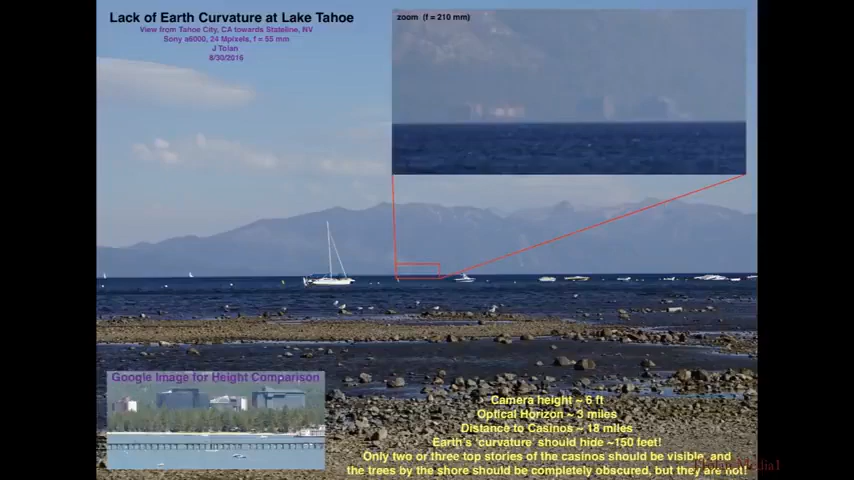 Lack of Earth Curvature at Lake Tahoe
View from Tahoe City, CA towards Stateline, NV
Sony a6000, 24 Mpixels, f = 55 mm
J Tolan
8/30/2016
zoom (f = 210 mm)
Google Image for Height Comparison
Camera height ~ 6 ft
Optical Horizon ~ 3 miles
Distance to Casinos ~ 18 miles
Earth's 'curvature' should hide ~150 feet!
Only two or three top stories of the casinos should be visible, and
the trees by the shore should be completely obscured, but they are not!